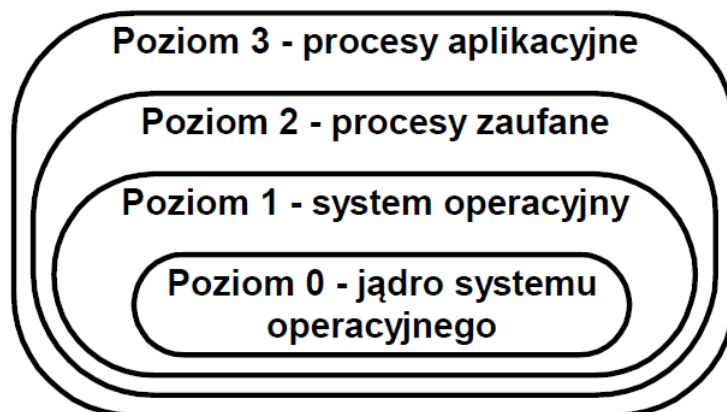 Poziom 3 - procesy aplikacyjne
Poziom 2 - procesy zaufane
Poziom 1 - system operacyjny
Poziom 0 - jądro systemu
operacyjnego